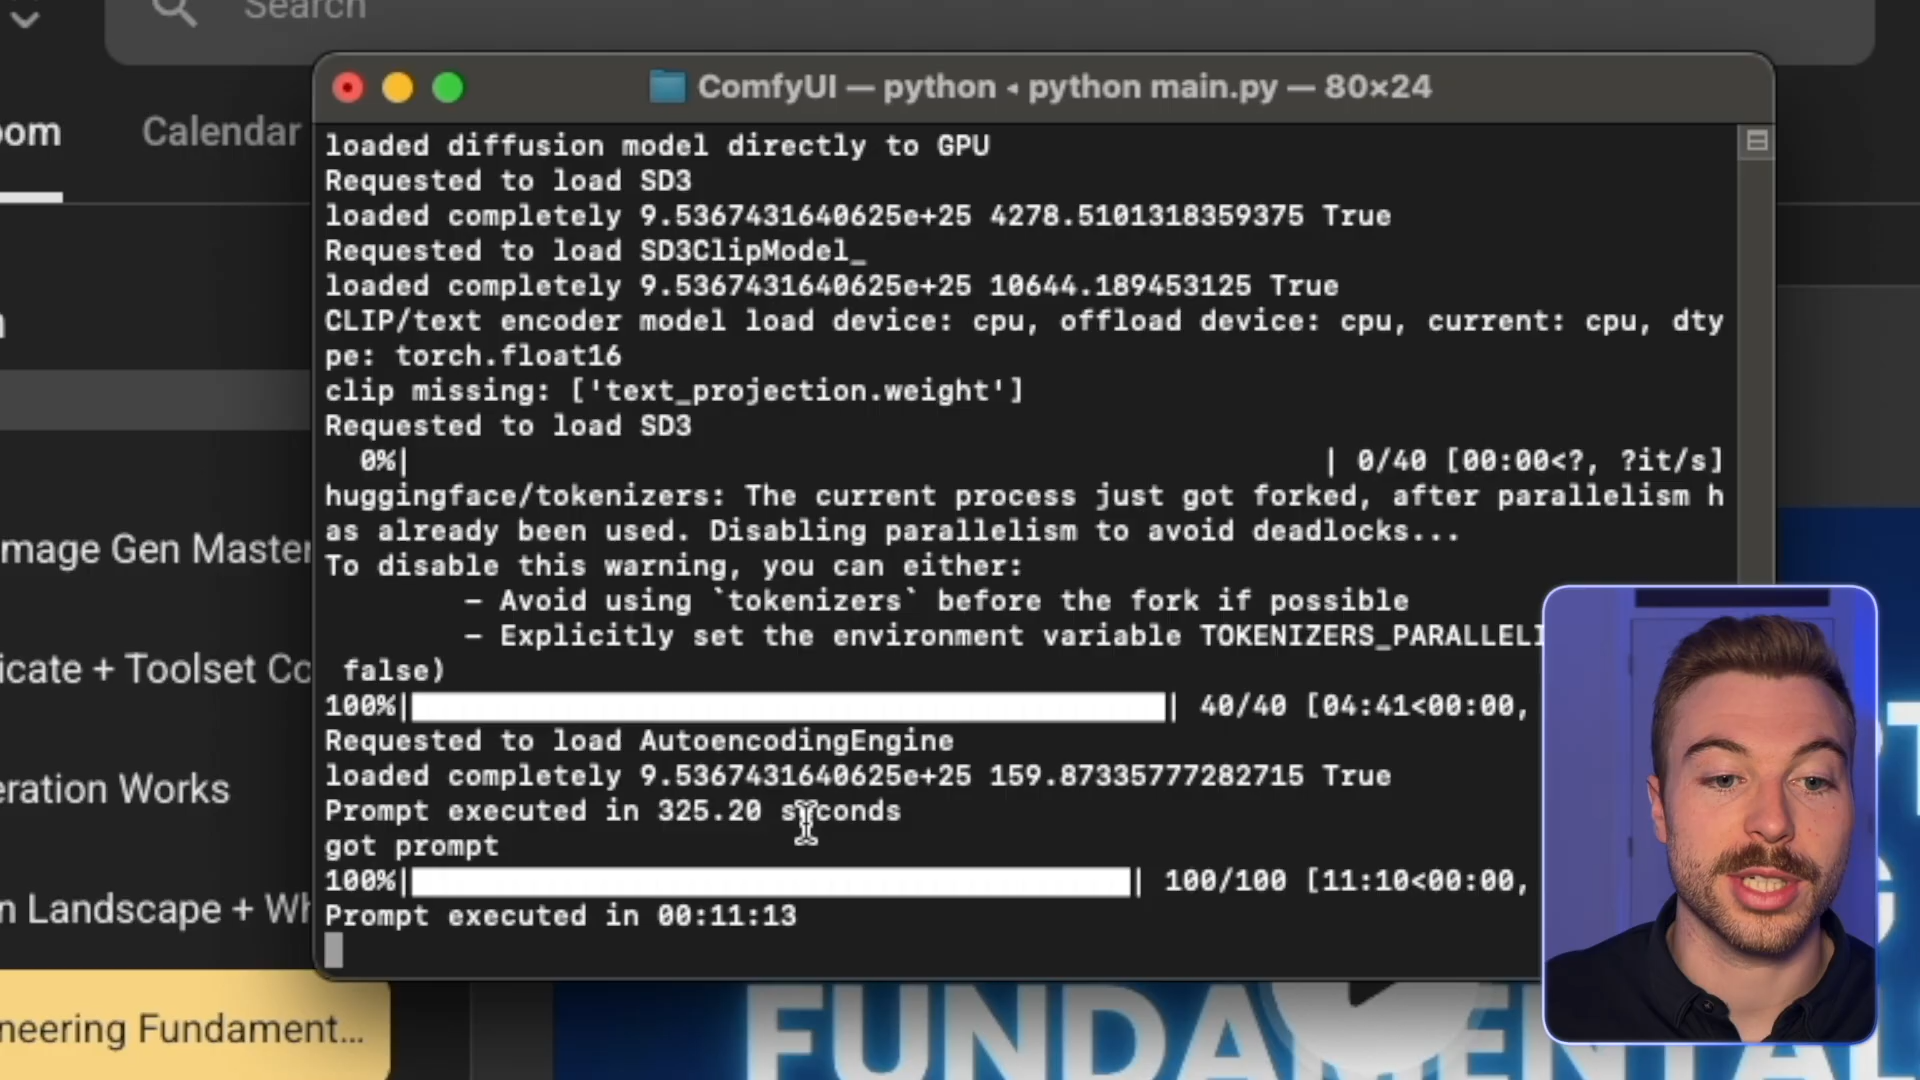 Search
Calendar
ComfyUI — python ◂ python main.py — 80×24
loaded diffusion model directly to GPU
Requested to load SD3
loaded completely 9.5367431640625e+25 4278.5101318359375 True
Requested to load SD3ClipModel_
loaded completely 9.5367431640625e+25 10644.189453125 True
CLIP/text encoder model load device: cpu, offload device: cpu, current: cpu, dty
pe: torch.float16
clip missing: ['text_projection.weight']
Requested to load SD3
0%| | 0/40 [00:00<?, ?it/s]
huggingface/tokenizers: The current process just got forked, after parallelism h
as already been used. Disabling parallelism to avoid deadlocks...
To disable this warning, you can either:
- Avoid using `tokenizers` before the fork if possible
- Explicitly set the environment variable TOKENIZERS_PARALLELI
false)
100%| | 40/40 [04:41<00:00,
Requested to load AutoencodingEngine
loaded completely 9.5367431640625e+25 159.87335777282715 True
Prompt executed in 325.20 seconds
got prompt
100%| | 100/100 [11:10<00:00,
Prompt executed in 00:11:13
mage Gen Master
icate + Toolset Co
eration Works
n Landscape + Wh
neering Fundament...
FUNDAMENTAL